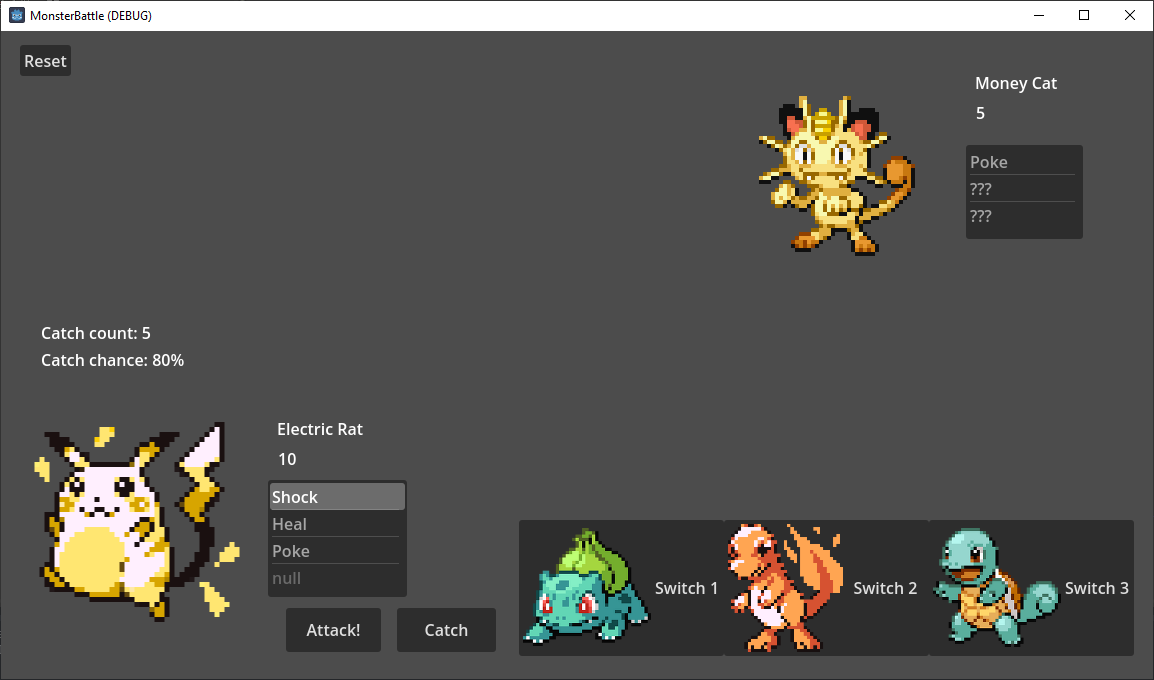 MonsterBattle (DEBUG)
Reset
Money Cat
5
Poke
???
???
Catch count: 5
Catch chance: 80%
Electric Rat
10
Shock
Heal
Poke
null
Attack!
Catch
Switch 1
Switch 2
Switch 3